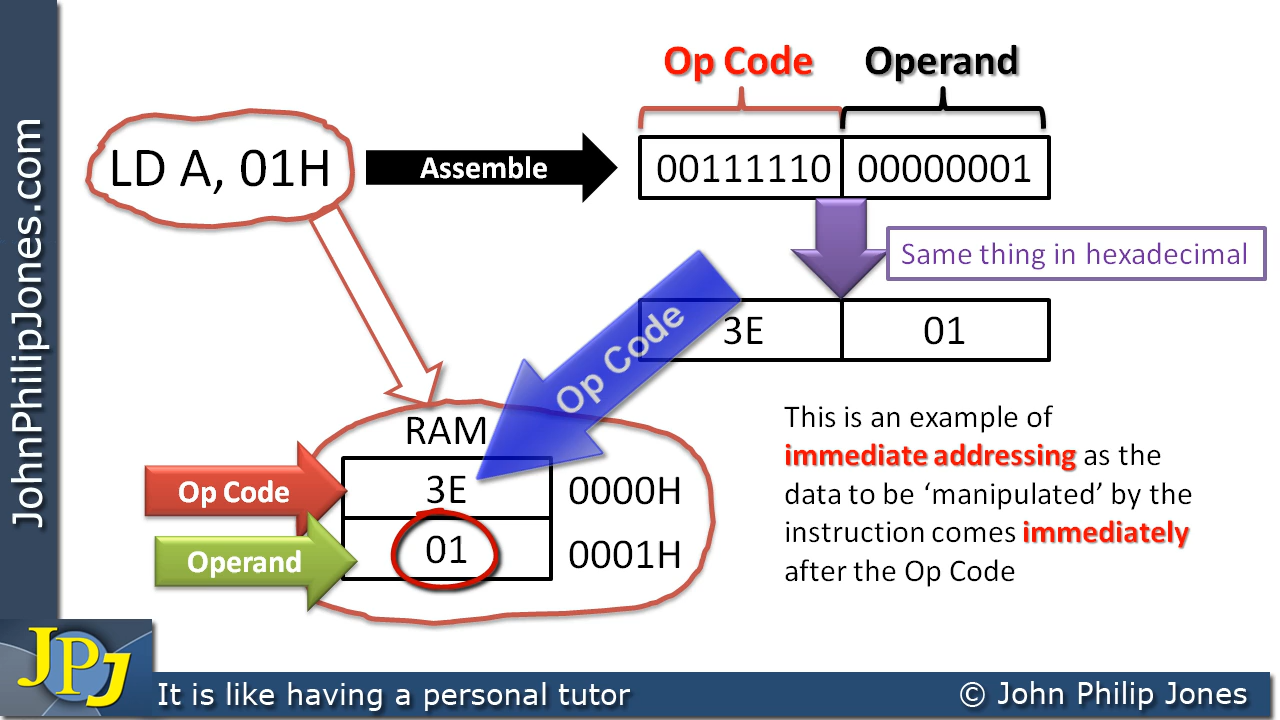 Op Code
Operand
LD A, 01H
Assemble
00111110
00000001
Same thing in hexadecimal
3E
01
Op Code
RAM
Op Code
3E
0000H
Operand
01
0001H
This is an example of
immediate addressing as the
data to be ‘manipulated’ by the
instruction comes immediately
after the Op Code
JohnPhilipJones.com
JPJ
It is like having a personal tutor
© John Philip Jones